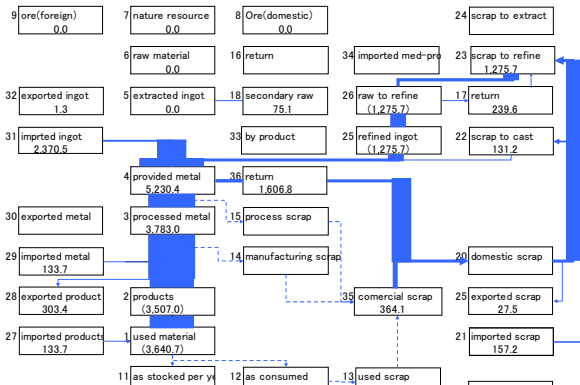 9 ore(foreign)
0.0
7 nature resource
0.0
8 Ore(domestic)
0.0
24 scrap to extract
6 raw material
0.0
16 return
34 imported med-pro
23 scrap to refine
1,275.7
32 exported ingot
1.3
5 extracted ingot
0.0
18 secondary raw
75.1
26 raw to refine
(1,275.7)
17 return
239.6
31 imprted ingot
2,370.5
33 by product
25 refined ingot
(1,275.7)
22 scrap to cast
131.2
4 provided metal
5,230.4
36 return
1,606.8
30 exported metal
3 processed metal
3,783.0
15 process scrap
29 imported metal
133.7
14 manufacturing scrap
20 domestic scrap
28 exported product
303.4
2 products
(3,507.0)
35 comercial scrap
364.1
25 exported scrap
27.5
27 imported products
133.7
1 used material
(3,640.7)
21 imported scrap
157.2
11 as stocked per ye
12 as consumed
13 used scrap